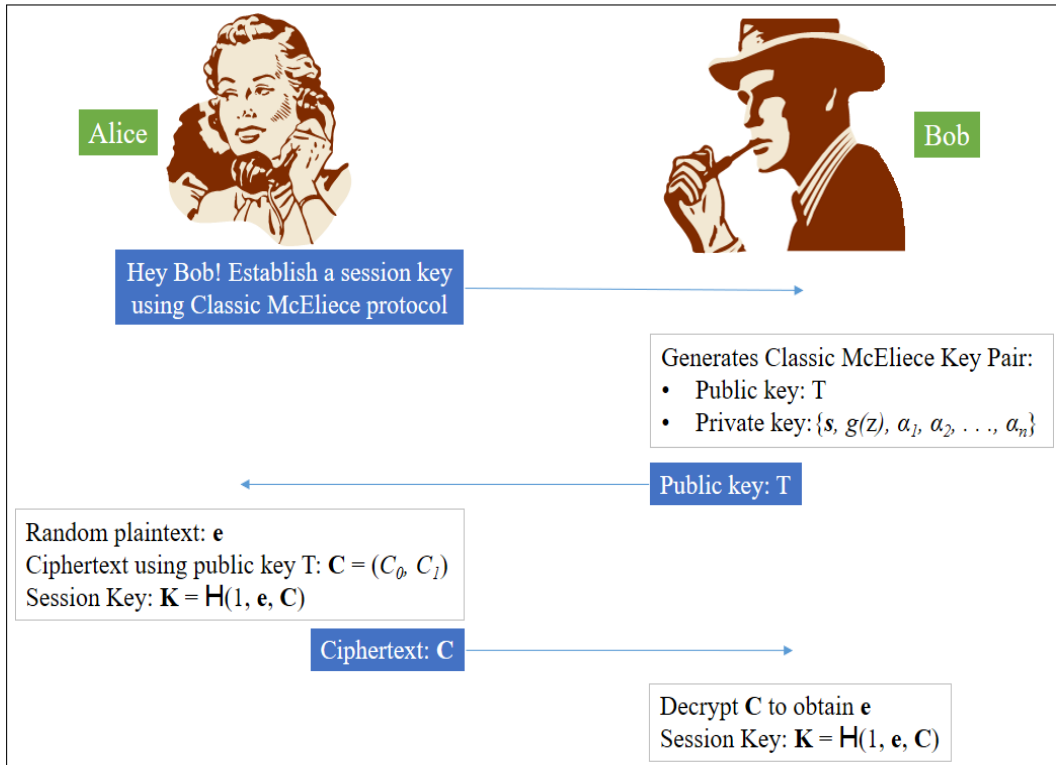 Alice
Bob
Hey Bob! Establish a session key
using Classic McEliece protocol
Generates Classic McEliece Key Pair:
• Public key: T
• Private key: {s, g(z), α₁, α₂, . . ., αₙ}
Public key: T
Random plaintext: e
Ciphertext using public key T: C = (C₀, C₁)
Session Key: K = H(1, e, C)
Ciphertext: C
Decrypt C to obtain e
Session Key: K = H(1, e, C)